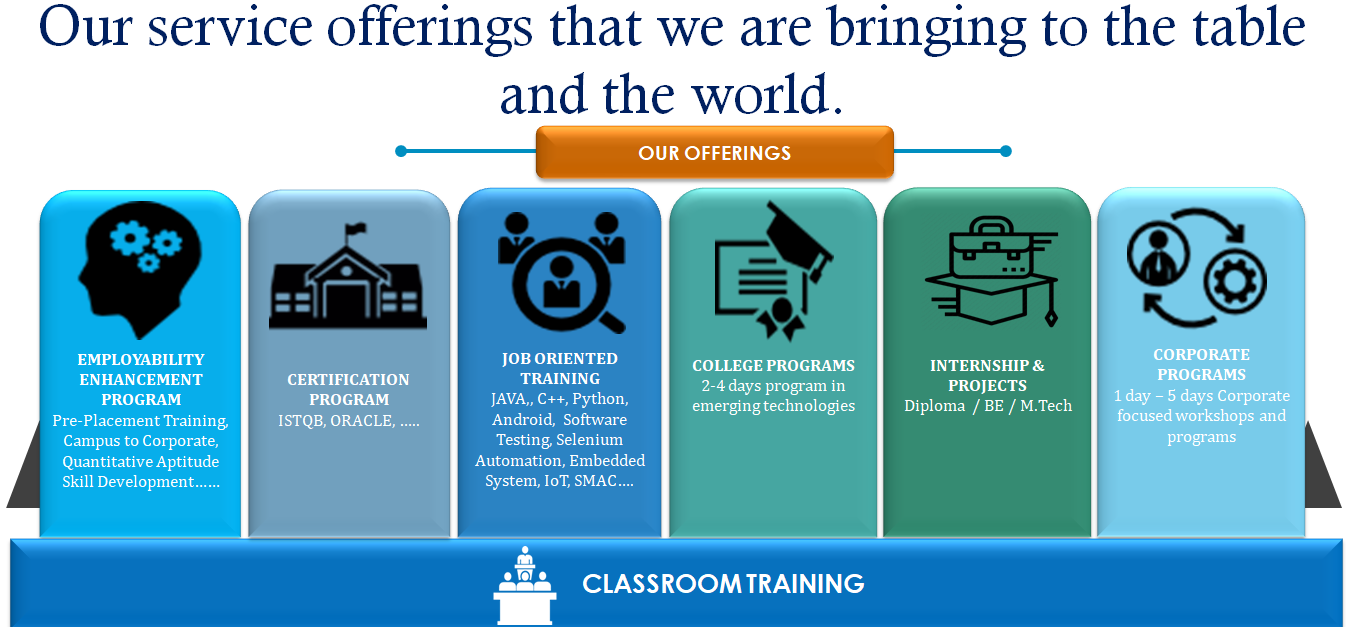 Our service offerings that we are bringing to the table
and the world.
OUR OFFERINGS
EMPLOYABILITY
ENHANCEMENT
PROGRAM
Pre-Placement Training,
Campus to Corporate,
Quantitative Aptitude
Skill Development……
CERTIFICATION
PROGRAM
ISTQB, ORACLE, …..
JOB ORIENTED
TRAINING
JAVA,, C++, Python,
Android,  Software
Testing, Selenium
Automation, Embedded
System, IoT, SMAC….
COLLEGE PROGRAMS
2-4 days program in
emerging technologies
INTERNSHIP &
PROJECTS
Diploma  / BE / M.Tech
CORPORATE
PROGRAMS
1 day – 5 days Corporate
focused workshops and
programs
CLASSROOM TRAINING